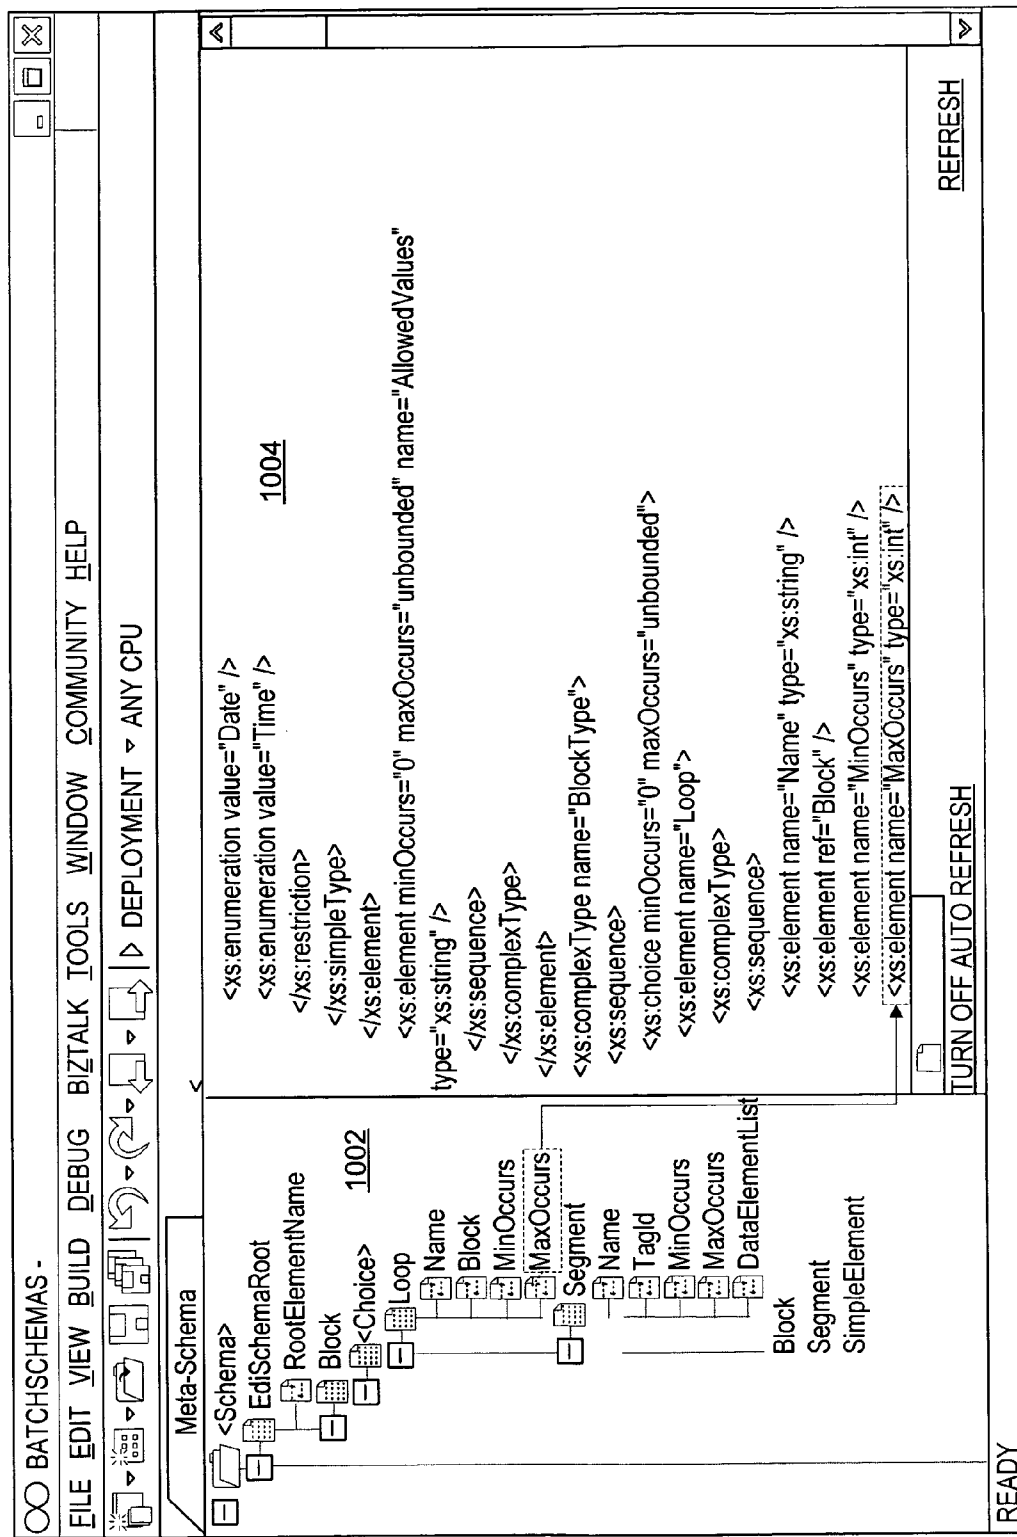 BATCHSCHEMAS -
FILE EDIT VIEW BUILD DEBUG BIZTALK TOOLS WINDOW COMMUNITY HELP
DEPLOYMENT ANY CPU
Meta-Schema
<Schema>
EdiSchemaRoot
RootElementName
Block
<Choice>
Loop
Name
Block
MinOccurs
MaxOccurs
Segment
Name
TagId
MinOccurs
MaxOccurs
DataElementList
Block
Segment
SimpleElement
1002
<xs:enumeration value="Date" />
<xs:enumeration value="Time" />
</xs:restriction>
</xs:simpleType>
</xs:element>
<xs:element minOccurs="0" maxOccurs="unbounded" name="AllowedValues"
type="xs:string" />
</xs:sequence>
</xs:complexType>
</xs:element>
<xs:complexType name="BlockType">
<xs:sequence>
<xs:choice minOccurs="0" maxOccurs="unbounded">
<xs:element name="Loop">
<xs:complexType>
<xs:sequence>
<xs:element name="Name" type="xs:string" />
<xs:element ref="Block" />
<xs:element name="MinOccurs" type="xs:int" />
<xs:element name="MaxOccurs" type="xs:int" />
1004
TURN OFF AUTO REFRESH
REFRESH
READY